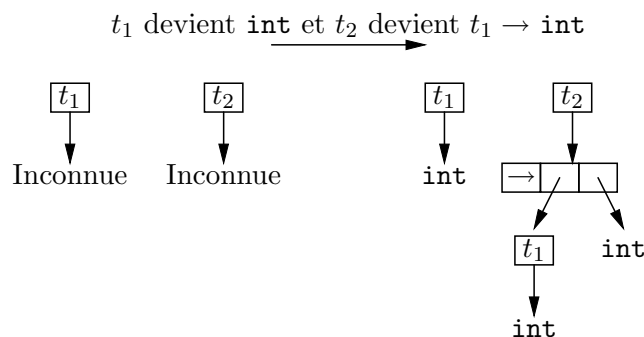 t₁ devient int et t₂ devient t₁ → int
t₁ t₂ t₁ t₂
Inconnue Inconnue int →
t₁ int
int